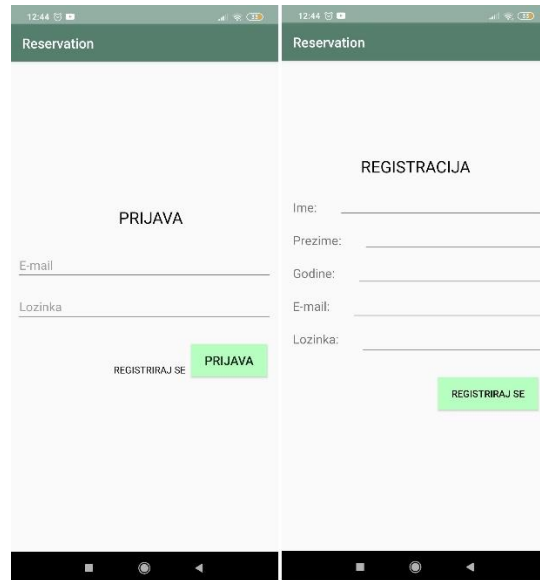 12:44
Reservation
PRIJAVA
E-mail
Lozinka
REGISTRIRAJ SE
PRIJAVA
12:44
Reservation
REGISTRACIJA
Ime:
Prezime:
Godine:
E-mail:
Lozinka:
REGISTRIRAJ SE